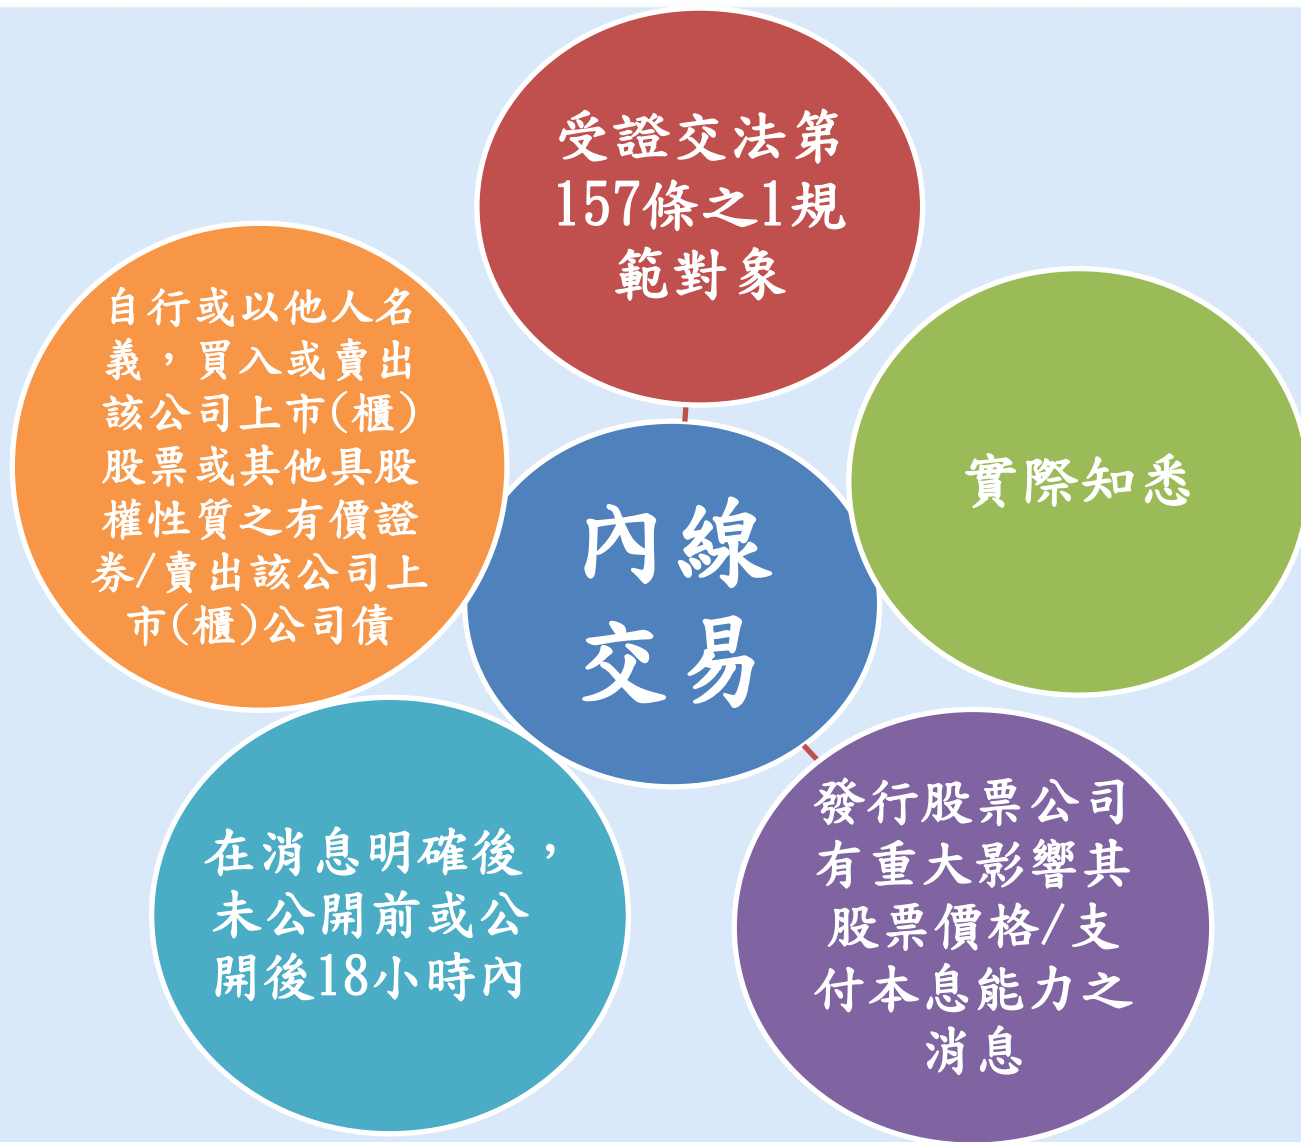 受證交法第
157條之1規
範對象
實際知悉
發行股票公司
有重大影響其
股票價格/支
付本息能力之
消息
在消息明確後，
未公開前或公
開後18小時內
自行或以他人名
義，買入或賣出
該公司上市(櫃)
股票或其他具股
權性質之有價證
券/賣出該公司上
市(櫃)公司債
內線
交易